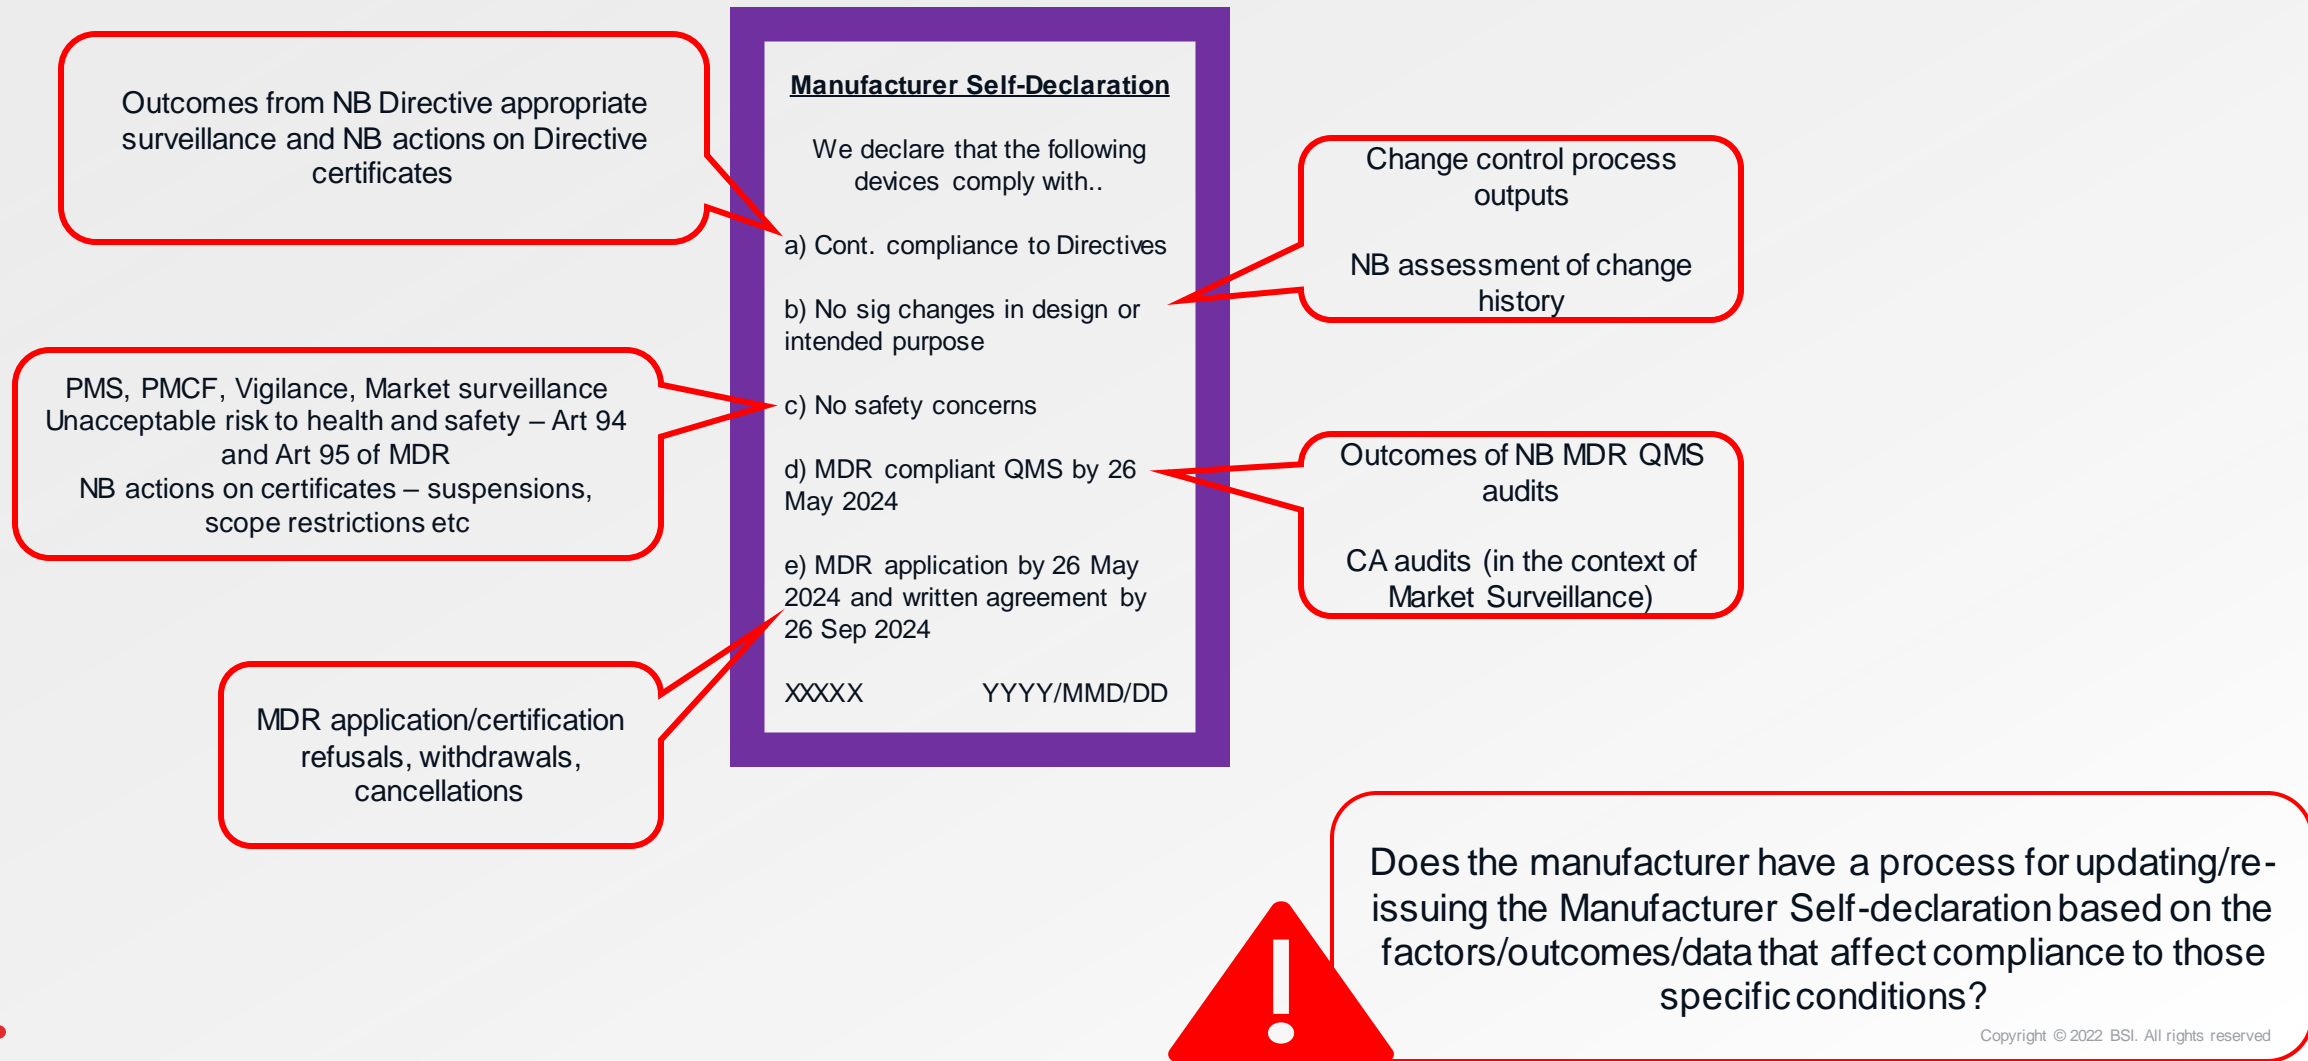 Outcomes from NB Directive appropriate
surveillance and NB actions on Directive
certificates
Manufacturer Self-Declaration
We declare that the following
devices comply with..
a) Cont. compliance to Directives
b) No sig changes in design or
intended purpose
c) No safety concerns
d) MDR compliant QMS by 26
May 2024
e) MDR application by 26 May
2024 and written agreement by
26 Sep 2024
XXXXX YYYY/MMD/DD
Change control process
outputs
NB assessment of change
history
PMS, PMCF, Vigilance, Market surveillance
Unacceptable risk to health and safety – Art 94
and Art 95 of MDR
NB actions on certificates – suspensions,
scope restrictions etc
Outcomes of NB MDR QMS
audits
CA audits (in the context of
Market Surveillance)
MDR application/certification
refusals, withdrawals,
cancellations
Does the manufacturer have a process for updating/re-
issuing the Manufacturer Self-declaration based on the
factors/outcomes/data that affect compliance to those
specific conditions?
Copyright © 2022 BSI. All rights reserved